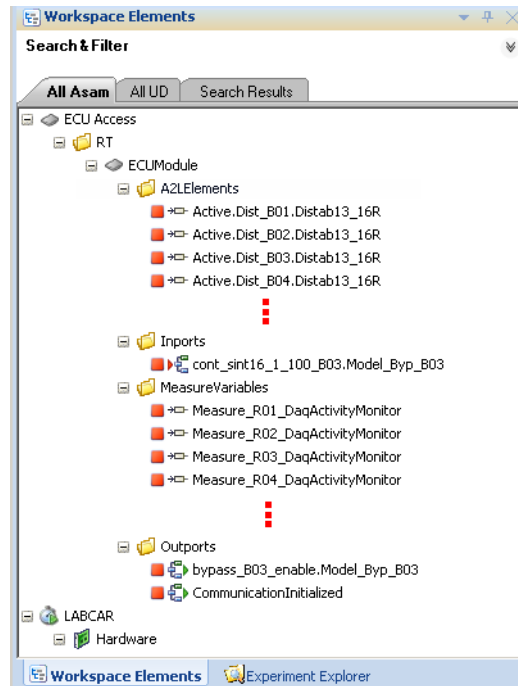 Workspace Elements
Search & Filter
All Asam All UD Search Results
ECU Access
RT
ECUModule
A2LElements
Active.Dist_B01.Distab13_16R
Active.Dist_B02.Distab13_16R
Active.Dist_B03.Distab13_16R
Active.Dist_B04.Distab13_16R
Inports
cont_sint16_1_100_B03.Model_Byp_B03
MeasureVariables
Measure_R01_DaqActivityMonitor
Measure_R02_DaqActivityMonitor
Measure_R03_DaqActivityMonitor
Measure_R04_DaqActivityMonitor
Outports
bypass_B03_enable.Model_Byp_B03
CommunicationInitialized
LABCAR
Hardware
Workspace Elements Experiment Explorer